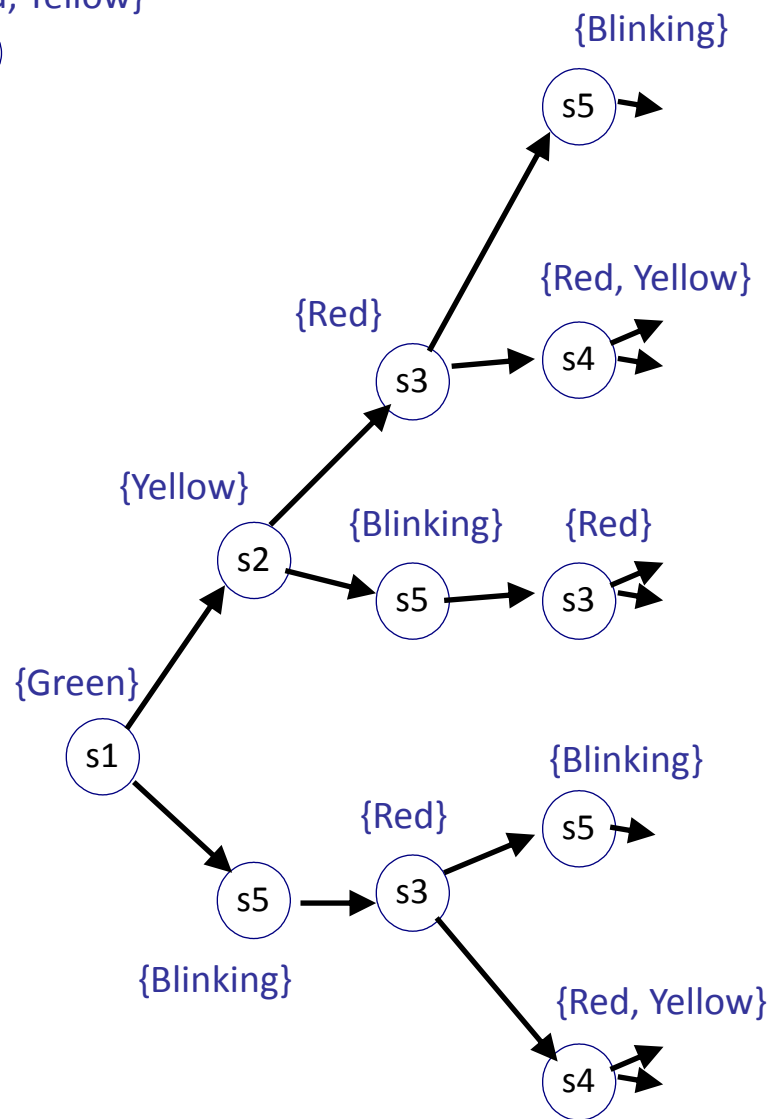 Yellow}
{Blinking}
s5
{Red, Yellow}
{Red}
s4
s3
{Yellow}
{Blinking}
{Red}
s2
s5
s3
{Green}
s1
{Blinking}
{Red}
s5
s3
s5
{Blinking}
{Red, Yellow}
s4